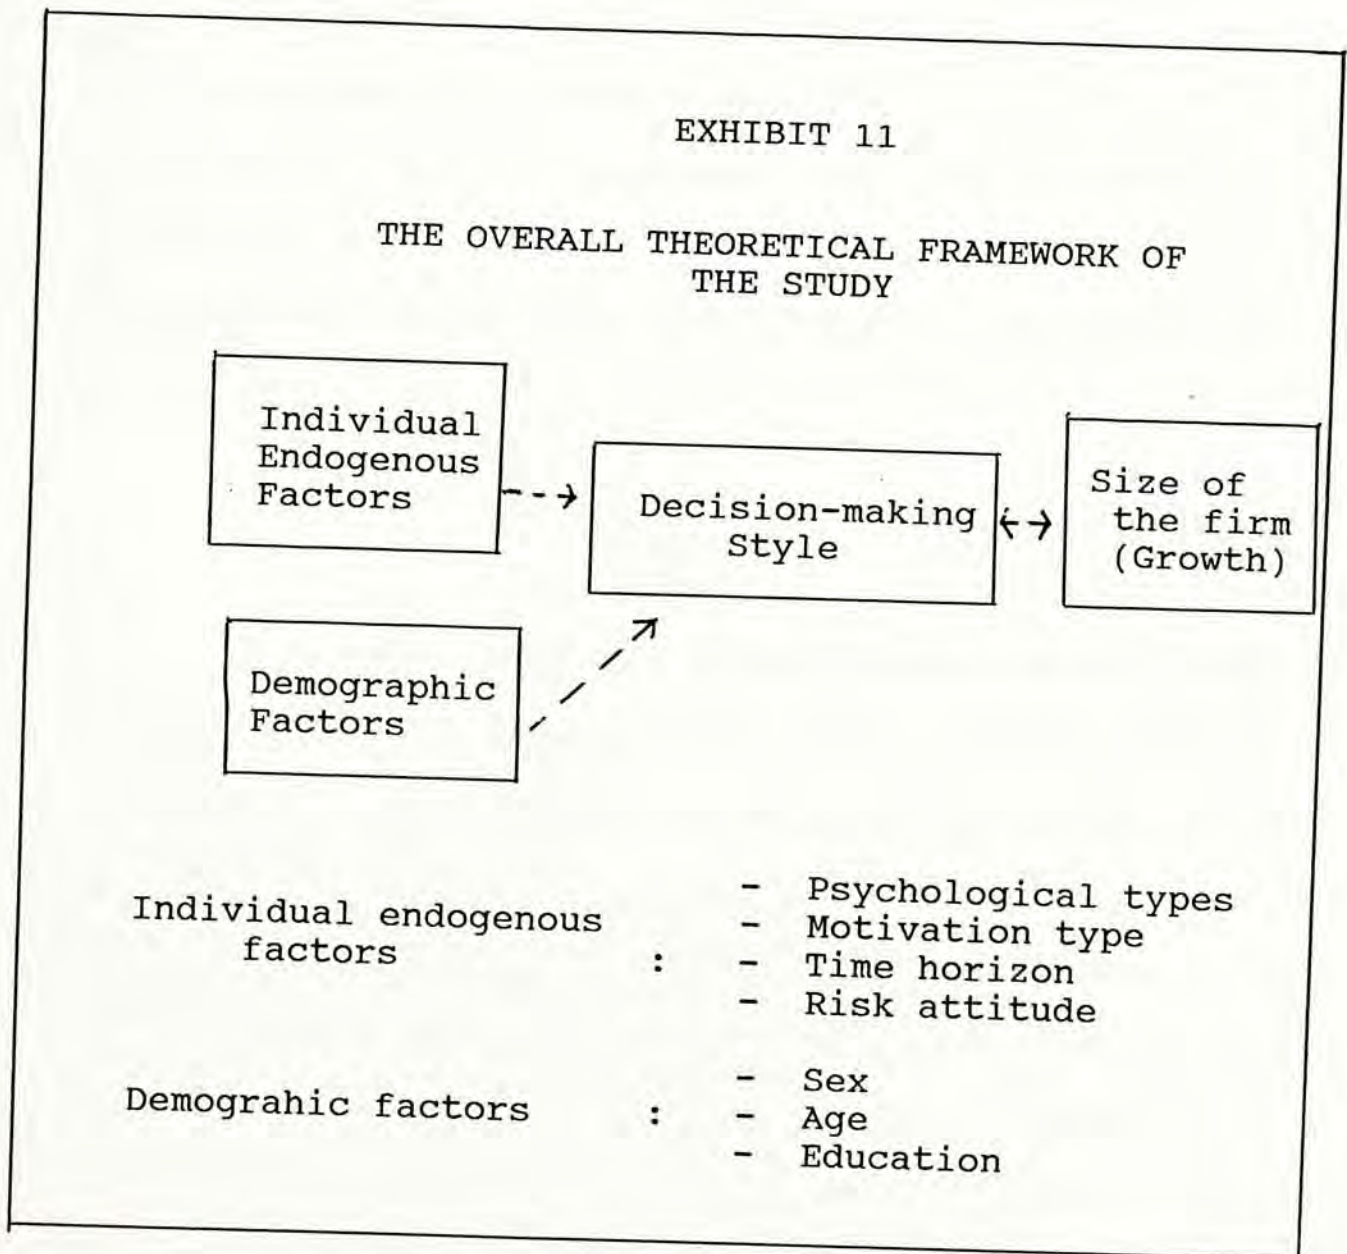 EXHIBIT 11
THE OVERALL THEORETICAL FRAMEWORK OF
THE STUDY
Individual
Endogenous
Factors
Decision-making
Style
Size of
the firm
(Growth)
Demographic
Factors
Individual endogenous
factors :
- Psychological types
- Motivation type
- Time horizon
- Risk attitude
Demograhic factors :
- Sex
- Age
- Education